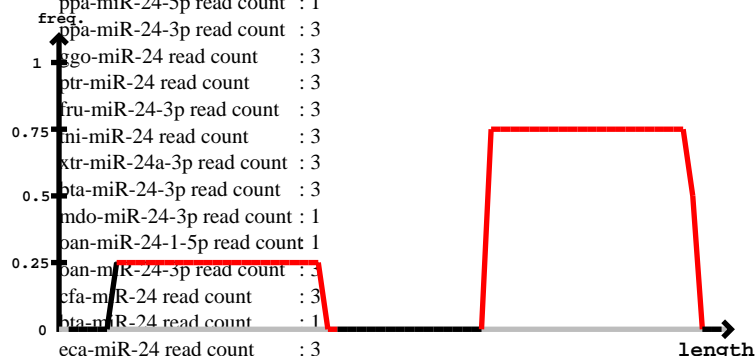 ppa-miR-24-5p read count : 1
freq.
ppa-miR-24-3p read count : 3
ggo-miR-24 read count : 3
1
ptr-miR-24 read count : 3
fru-miR-24-3p read count : 3
0.75
tni-miR-24 read count : 3
xtr-miR-24a-3p read count : 3
bta-miR-24-3p read count : 3
0.5
mdo-miR-24-3p read count : 1
oan-miR-24-1-5p read count : 1
0.25
oan-miR-24-3p read count : 3
cfa-miR-24 read count : 3
bta-miR-24 read count : 1
0
eca-miR-24 read count : 3
length